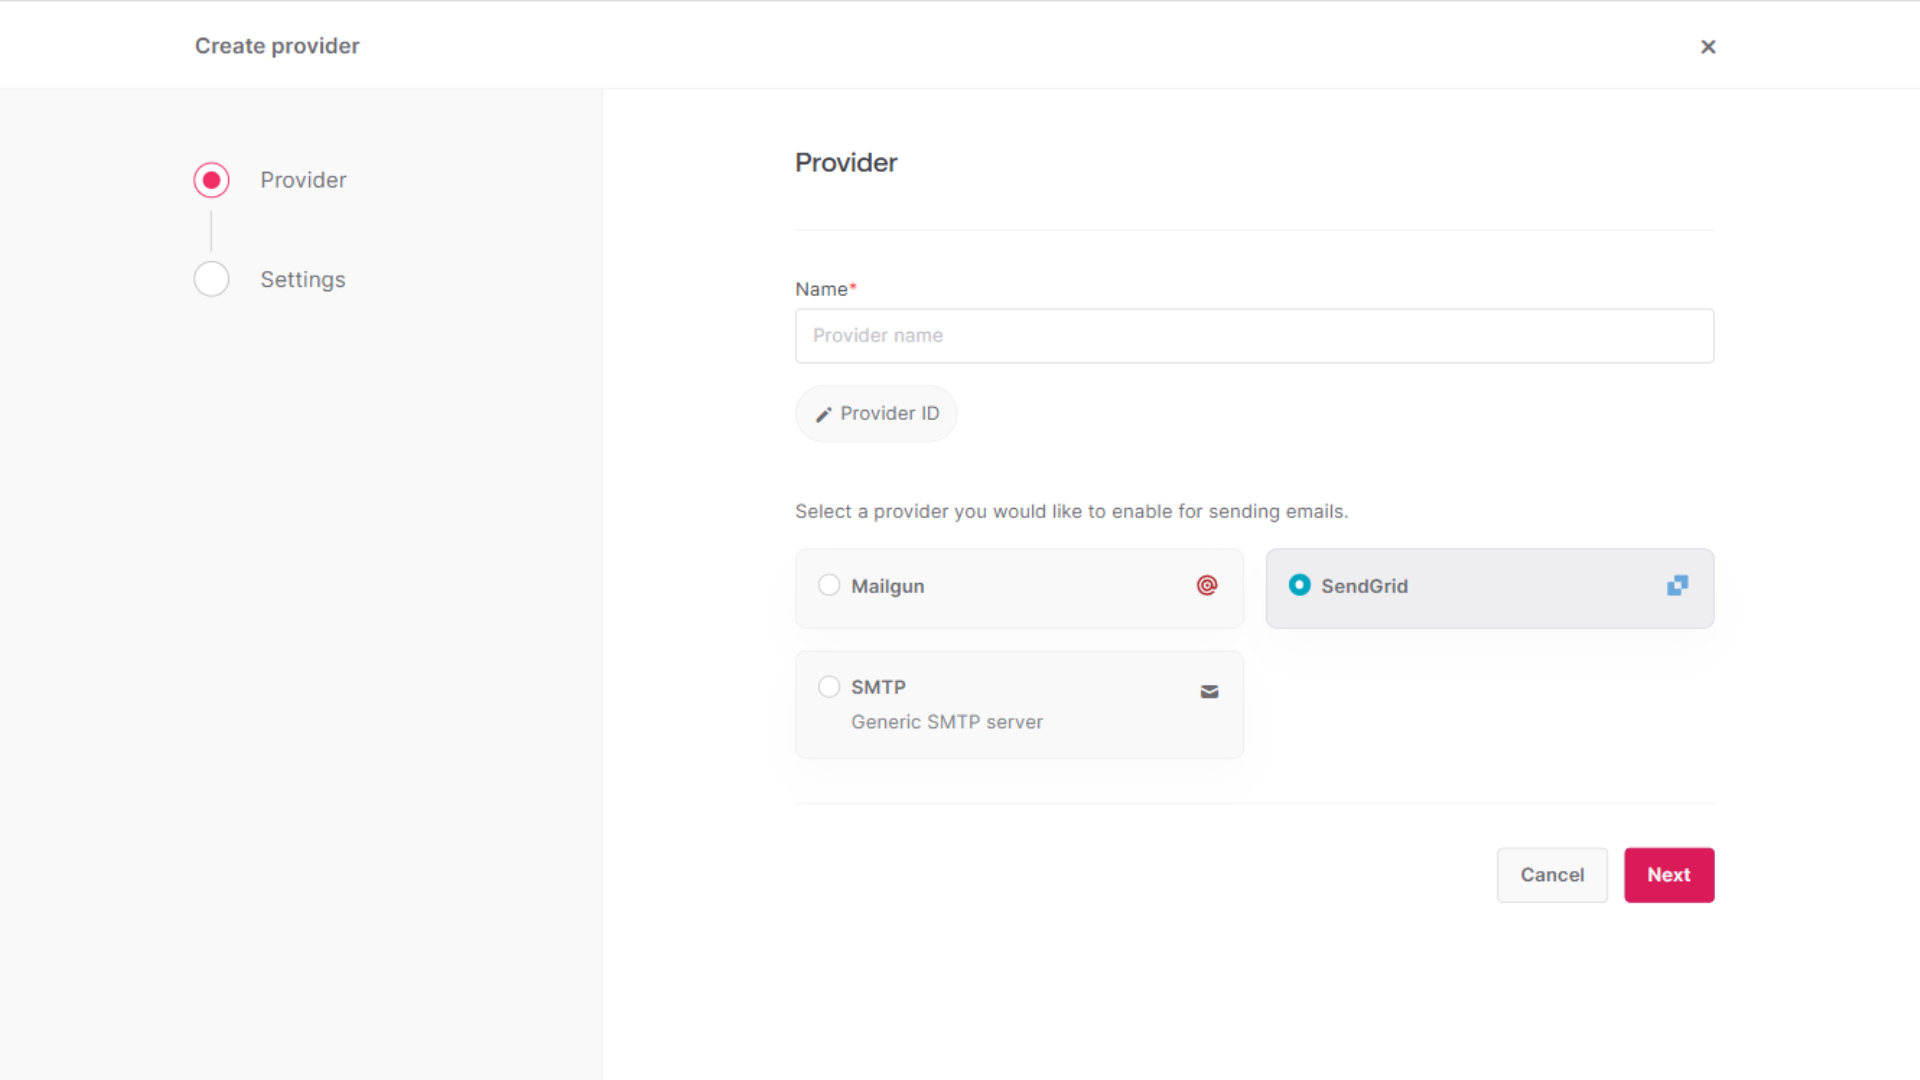 Create provider
Provider
Settings
Provider
Name*
Provider name
Provider ID
Select a provider you would like to enable for sending emails.
Mailgun
SendGrid
SMTP
Generic SMTP server
Cancel
Next